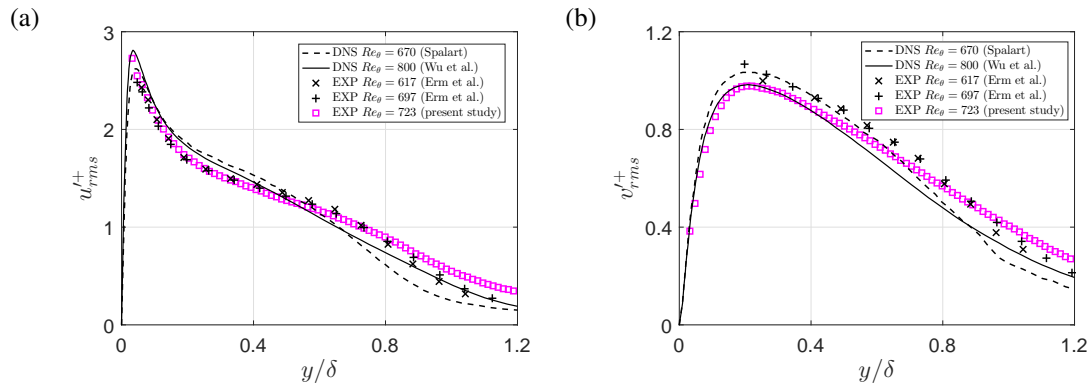 (a)
3
2
1
0
0
0.4
0.8
1.2
u'⁺rms
y/δ
DNS Reθ = 670 (Spalart)
DNS Reθ = 800 (Wu et al.)
EXP Reθ = 617 (Erm et al.)
EXP Reθ = 697 (Erm et al.)
EXP Reθ = 723 (present study)
(b)
1.2
0.8
0.4
0
0
0.4
0.8
1.2
v'⁺rms
y/δ
DNS Reθ = 670 (Spalart)
DNS Reθ = 800 (Wu et al.)
EXP Reθ = 617 (Erm et al.)
EXP Reθ = 697 (Erm et al.)
EXP Reθ = 723 (present study)